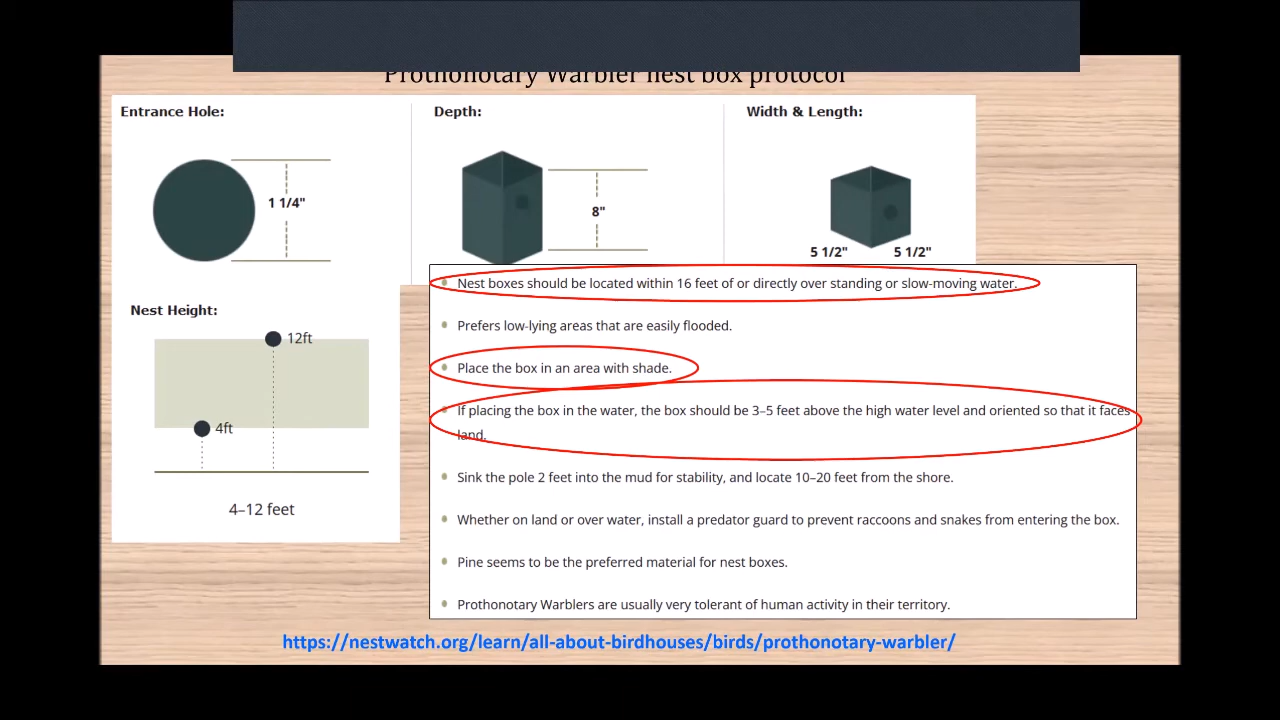 Prothonotary Warbler nest box protocol
Entrance Hole:
1 1/4"
Depth:
8"
Width & Length:
5 1/2"
5 1/2"
Nest Height:
12ft
4ft
4–12 feet
Nest boxes should be located within 16 feet of or directly over standing or slow-moving water.
Prefers low-lying areas that are easily flooded.
Place the box in an area with shade.
If placing the box in the water, the box should be 3–5 feet above the high water level and oriented so that it faces
land.
Sink the pole 2 feet into the mud for stability, and locate 10–20 feet from the shore.
Whether on land or over water, install a predator guard to prevent raccoons and snakes from entering the box.
Pine seems to be the preferred material for nest boxes.
Prothonotary Warblers are usually very tolerant of human activity in their territory.
https://nestwatch.org/learn/all-about-birdhouses/birds/prothonotary-warbler/